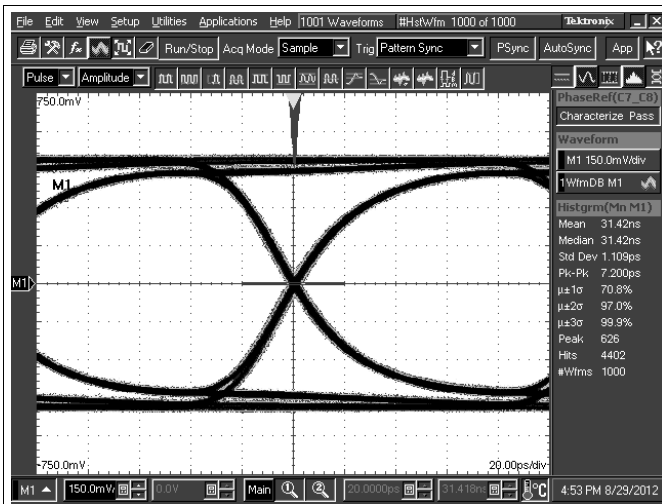 File Edit View Setup Utilities Applications Help 1001 Waveforms #HstWfm 1000 of 1000 Tektronix
Run/Stop Acq Mode Sample Trig Pattern Sync PSync AutoSync App
Pulse Amplitude
750.0mV
PhaseRef(C7_C8)
Characterize Pass
Waveform
M1 150.0mV/div
1WfmDB M1
Histgrm(Mn M1)
Mean 31.42ns
Median 31.42ns
Std Dev 1.109ps
Pk-Pk 7.200ps
µ±1σ 70.8%
µ±2σ 97.0%
µ±3σ 99.9%
Peak 626
Hits 4402
#Wfms 1000
M1
M1
-750.0mV
20.00ps/div
M1 150.0mV/ 0.0V Main 1 2 20.0000ps 31.418ns °C 4:53 PM 8/29/2012